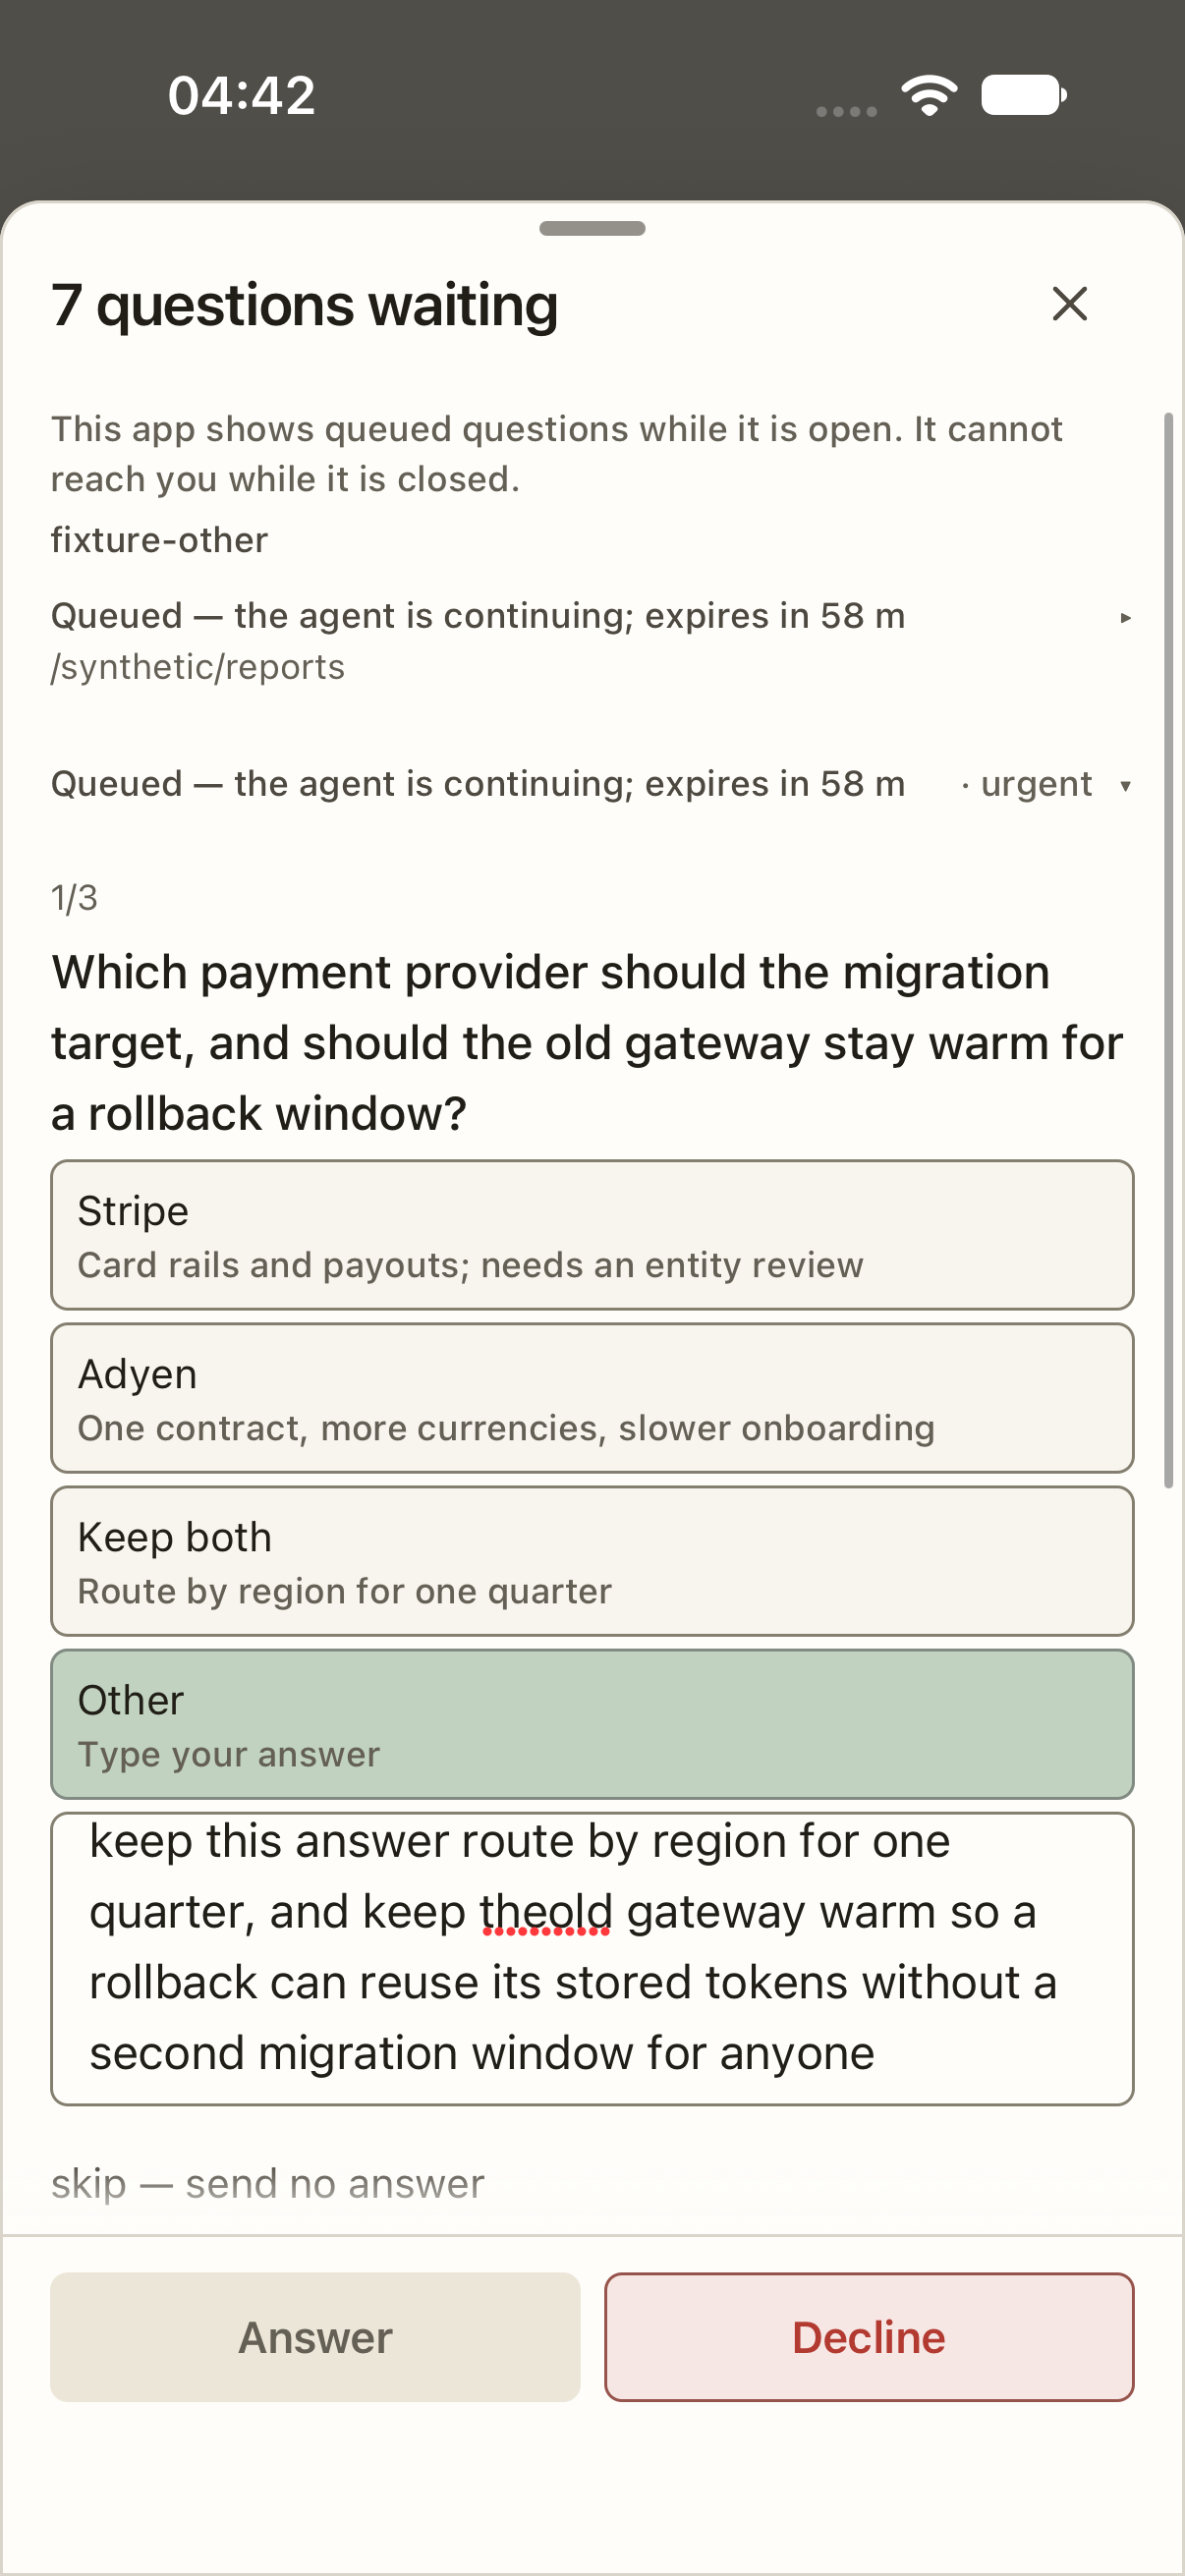 04:42
7 questions waiting
This app shows queued questions while it is open. It cannot
reach you while it is closed.
fixture-other
Queued — the agent is continuing; expires in 58 m
/synthetic/reports
Queued — the agent is continuing; expires in 58 m · urgent
1/3
Which payment provider should the migration
target, and should the old gateway stay warm for
a rollback window?
Stripe
Card rails and payouts; needs an entity review
Adyen
One contract, more currencies, slower onboarding
Keep both
Route by region for one quarter
Other
Type your answer
keep this answer route by region for one
quarter, and keep theold gateway warm so a
rollback can reuse its stored tokens without a
second migration window for anyone
skip — send no answer
Answer Decline